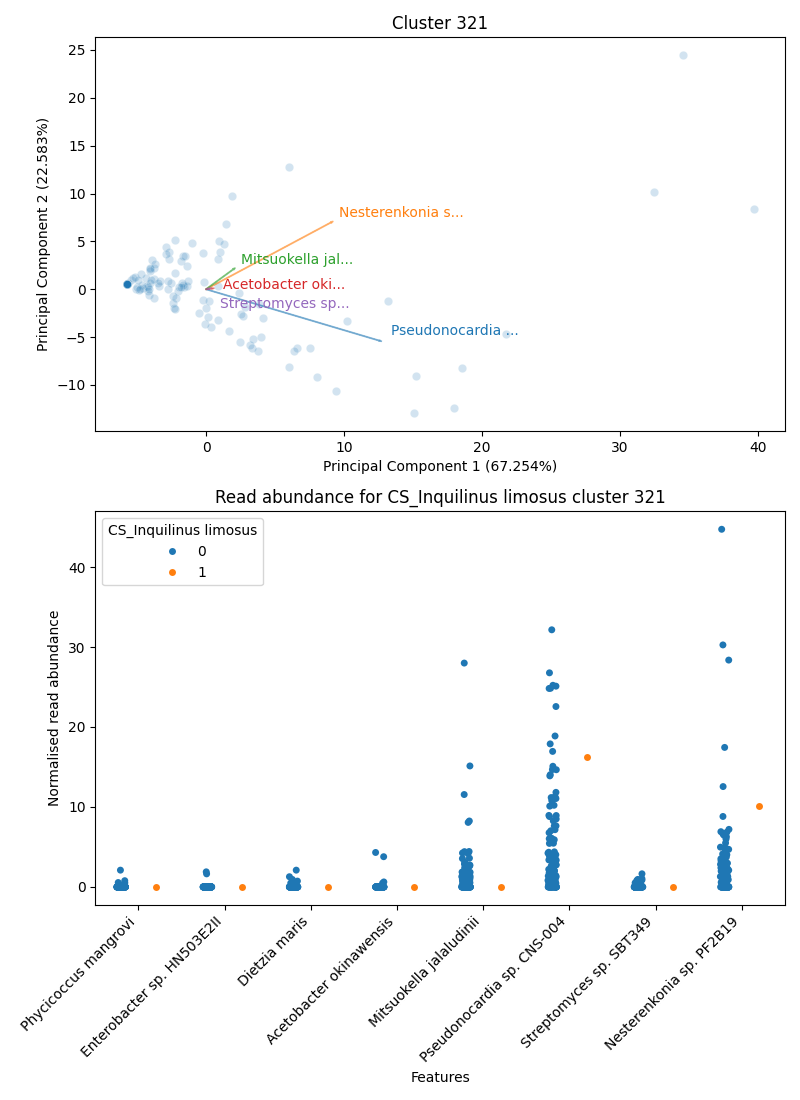 Cluster 321
25
20
15
10
5
0
−5
−10
Principal Component 2 (22.583%)
Nesterenkonia s...
Mitsuokella jal...
Acetobacter oki...
Streptomyces sp...
Pseudonocardia ...
0 10 20 30 40
Principal Component 1 (67.254%)
Read abundance for CS_Inquilinus limosus cluster 321
CS_Inquilinus limosus
0
1
40
30
20
10
0
Normalised read abundance
Phycicoccus mangrovi
Enterobacter sp. HN503E2II
Dietzia maris
Acetobacter okinawensis
Mitsuokella jalaludinii
Pseudonocardia sp. CNS-004
Streptomyces sp. SBT349
Nesterenkonia sp. PF2B19
Features